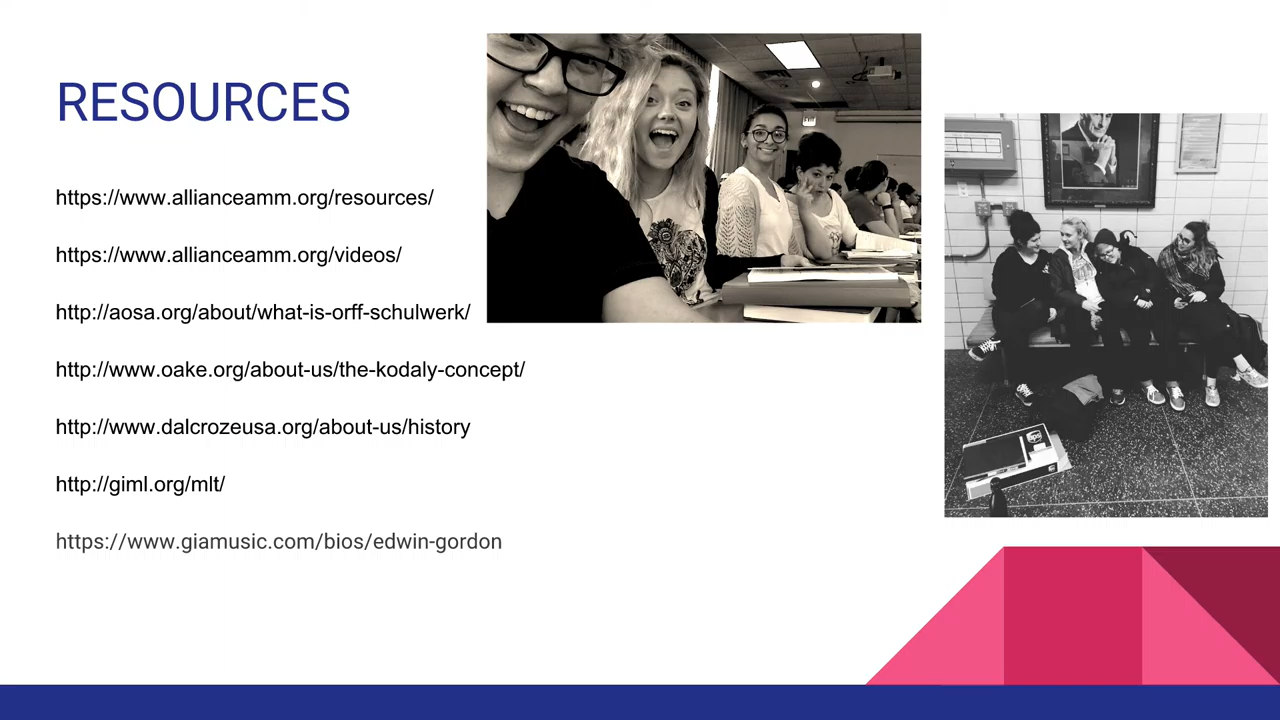 RESOURCES
https://www.allianceamm.org/resources/
https://www.allianceamm.org/videos/
http://aosa.org/about/what-is-orff-schulwerk/
http://www.oake.org/about-us/the-kodaly-concept/
http://www.dalcrozeusa.org/about-us/history
http://giml.org/mlt/
https://www.giamusic.com/bios/edwin-gordon
ups